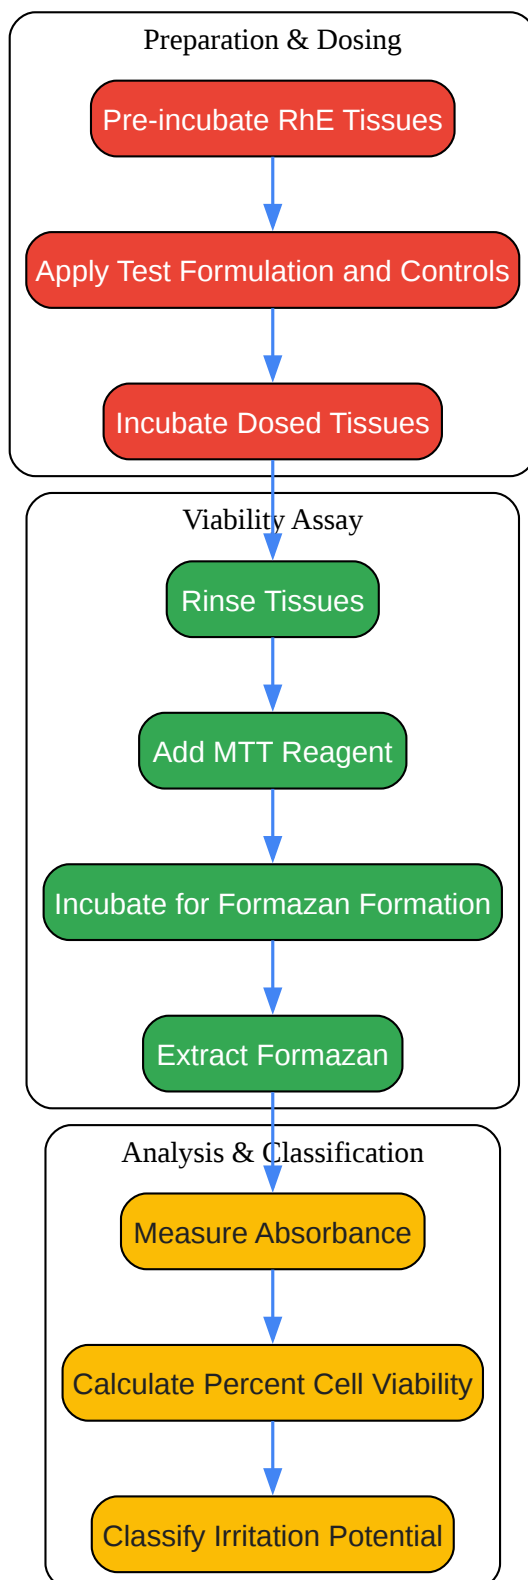 Preparation & Dosing
Pre-incubate RhE Tissues
Apply Test Formulation and Controls
Incubate Dosed Tissues
Viability Assay
Rinse Tissues
Add MTT Reagent
Incubate for Formazan Formation
Extract Formazan
Analysis & Classification
Measure Absorbance
Calculate Percent Cell Viability
Classify Irritation Potential